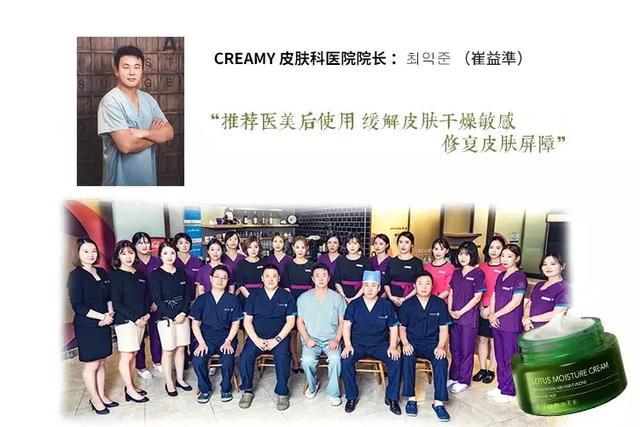 CREAMY 皮肤科医院院长： 최익준 （崔益準）
“推荐医美后使用 缓解皮肤干燥敏感
修复皮肤屏障”
LOTUS MOISTURE CREAM